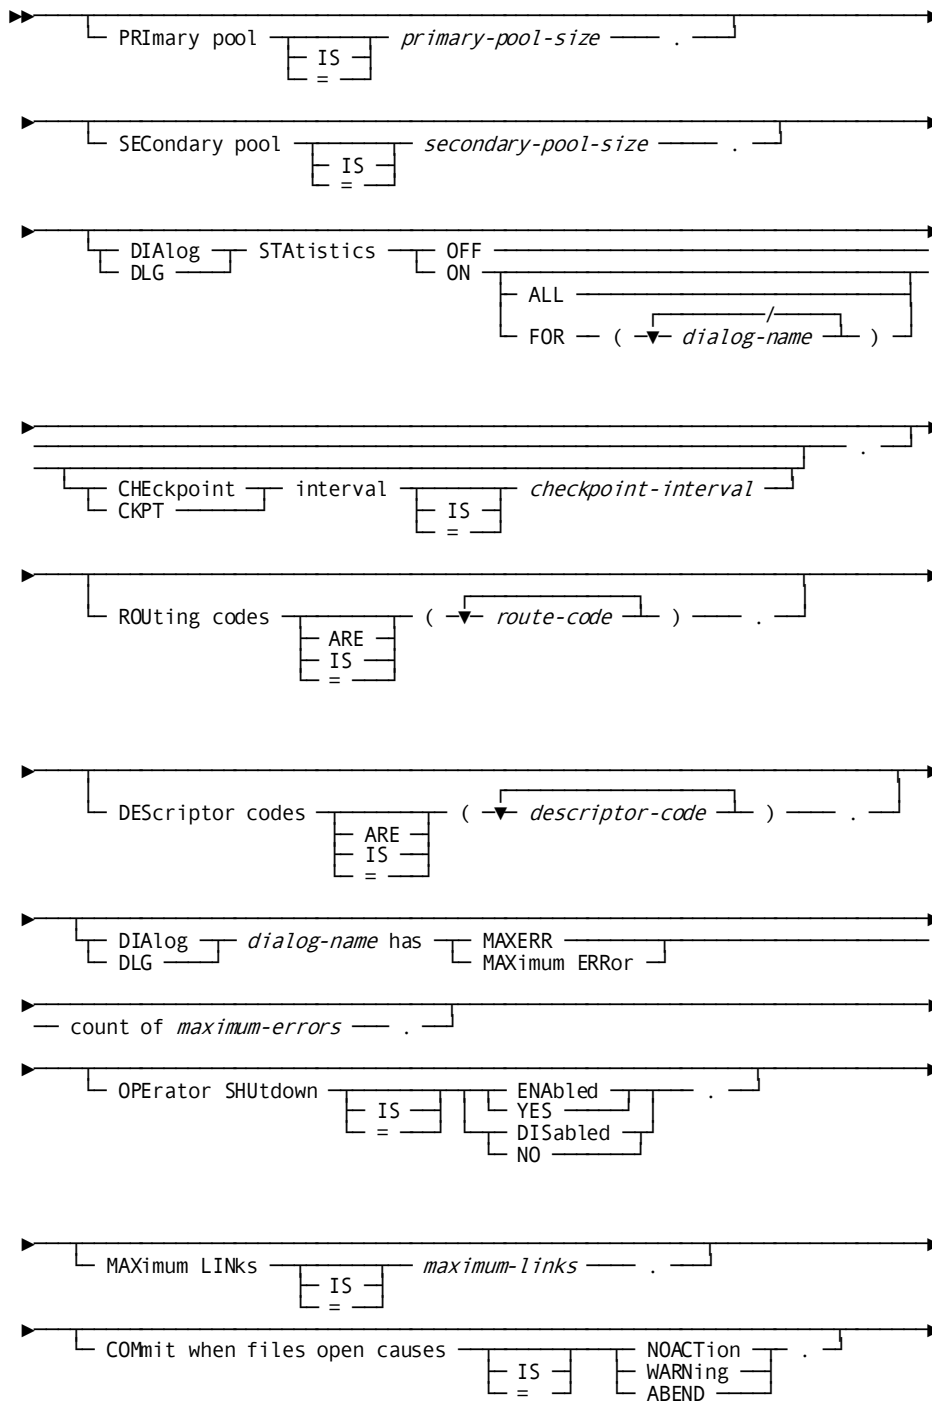 PRImary pool primary-pool-size .
IS
=
SECondary pool secondary-pool-size .
IS
=
DIAlog STAtistics OFF
DLG ON
ALL
/
FOR ( dialog-name )
.
CHEckpoint interval checkpoint-interval
CKPT IS
=
ROUting codes ( route-code ) .
ARE
IS
=
DEScriptor codes ( descriptor-code ) .
ARE
IS
=
DIAlog dialog-name has MAXERR
DLG MAXimum ERRor
count of maximum-errors .
OPErator SHUtdown ENAbled .
IS YES
= DISabled
NO
MAXimum LINks maximum-links .
IS
=
COMmit when files open causes NOACTion .
IS WARNing
= ABEND